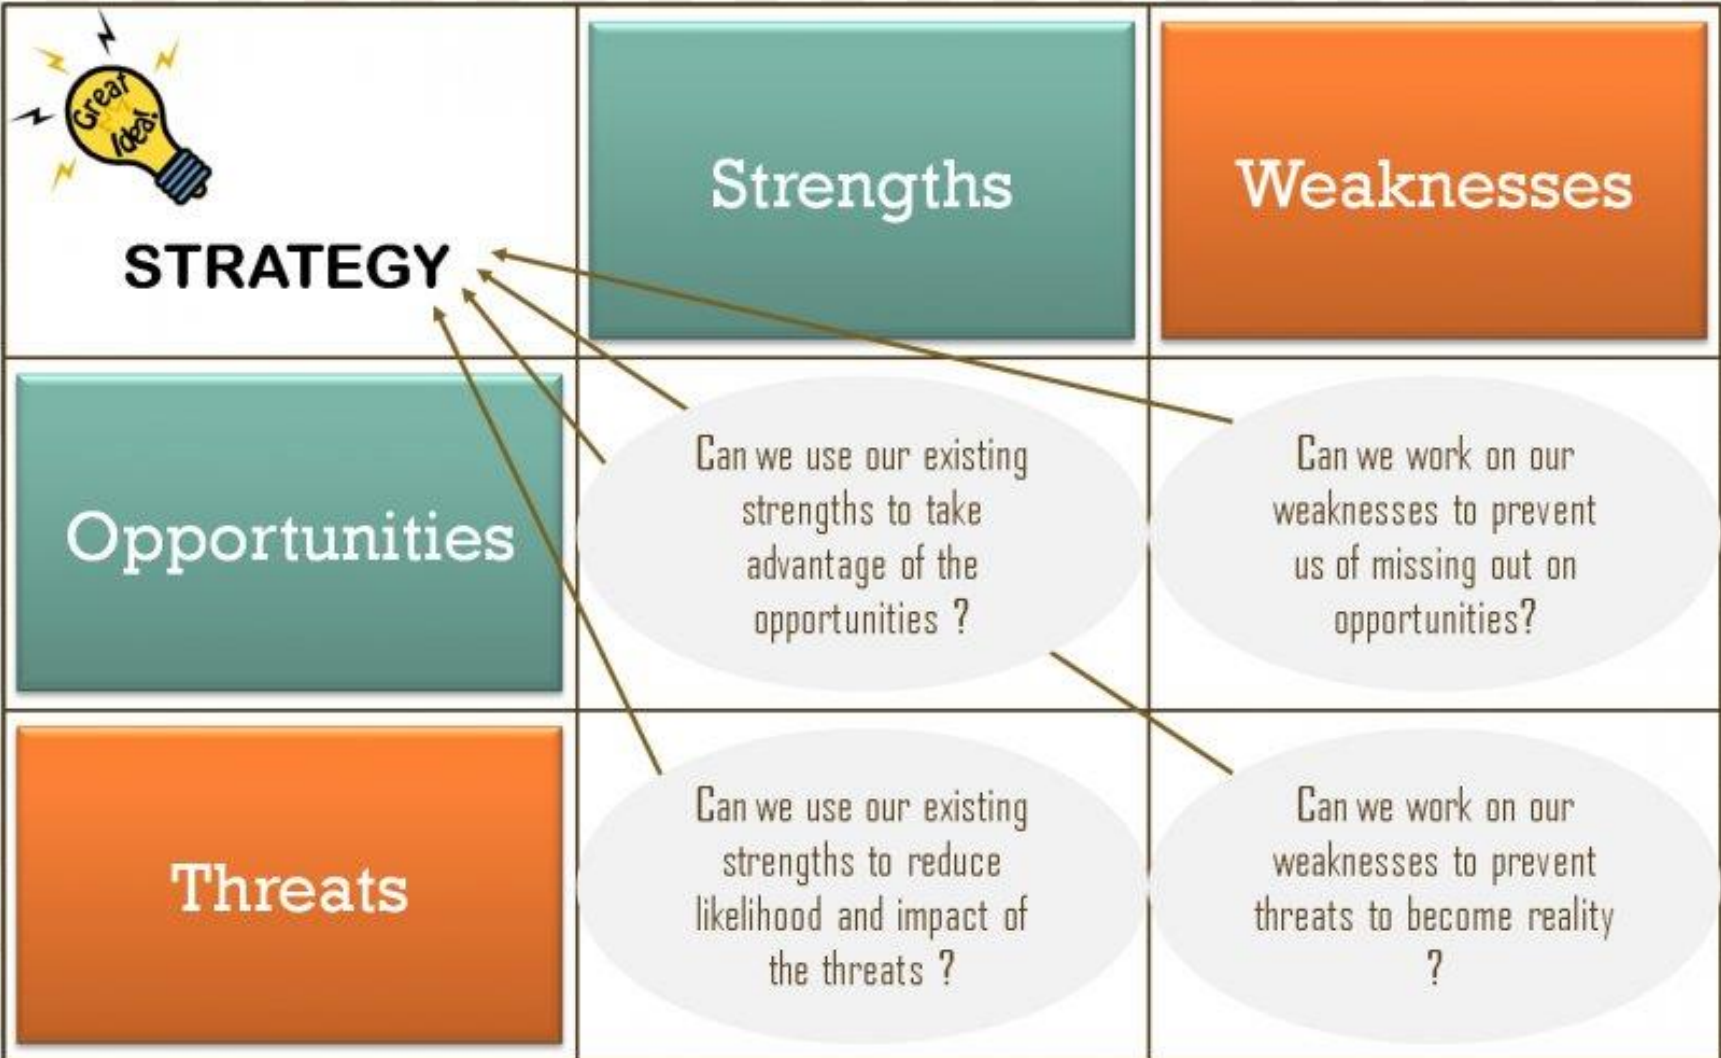 Great
Idea!
STRATEGY
Strengths
Weaknesses
Opportunities
Can we use our existing
strengths to take
advantage of the
opportunities ?
Can we work on our
weaknesses to prevent
us of missing out on
opportunities?
Threats
Can we use our existing
strengths to reduce
likelihood and impact of
the threats ?
Can we work on our
weaknesses to prevent
threats to become reality
?